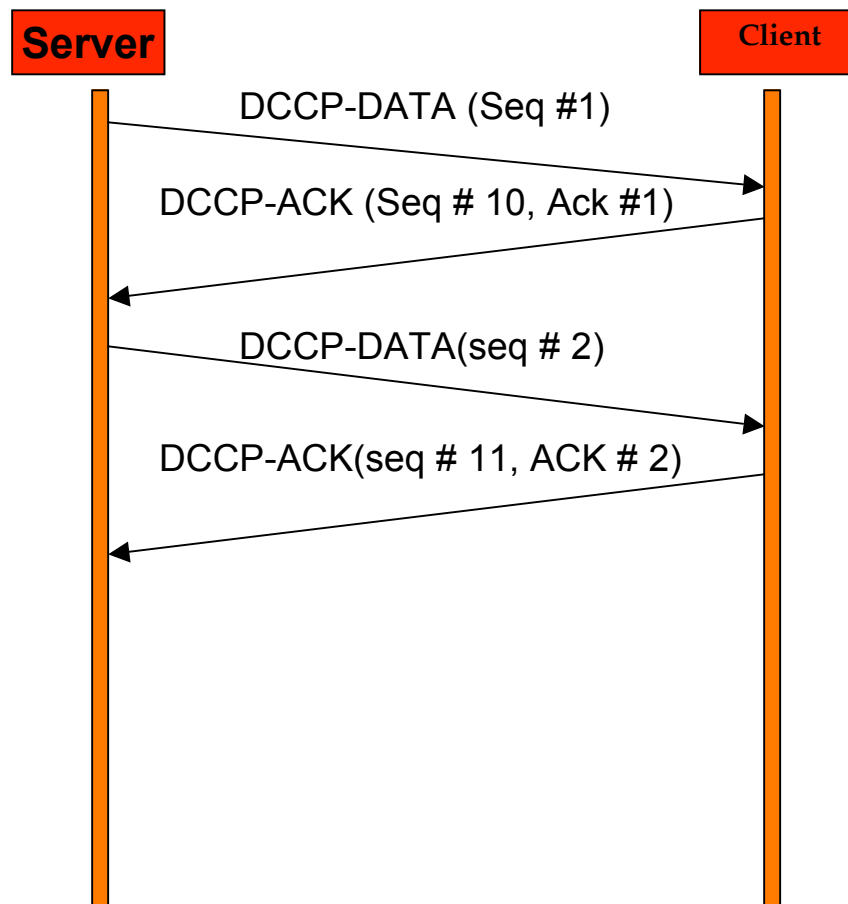 Server
Client
DCCP-DATA (Seq #1)
DCCP-ACK (Seq # 10, Ack #1)
DCCP-DATA(seq # 2)
DCCP-ACK(seq # 11, ACK # 2)